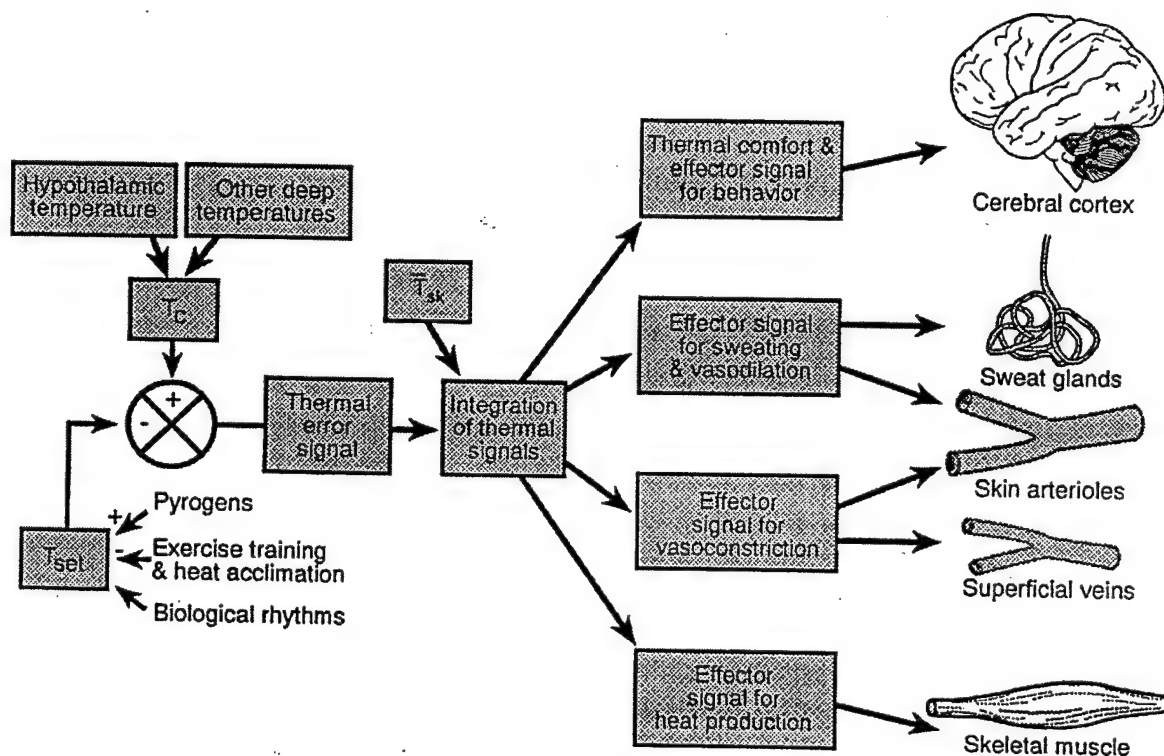 Hypothalamic
temperature
Other deep
temperatures
T_C
+
-
T_set
+
Pyrogens
-
Exercise training
& heat acclimation
Biological rhythms
Thermal
error
signal
T̅_sk
Integration
of thermal
signals
Thermal comfort &
effector signal
for behavior
Cerebral cortex
Effector signal
for sweating
& vasodilation
Sweat glands
Skin arterioles
Effector
signal for
vasoconstriction
Superficial veins
Effector
signal for
heat production
Skeletal muscle